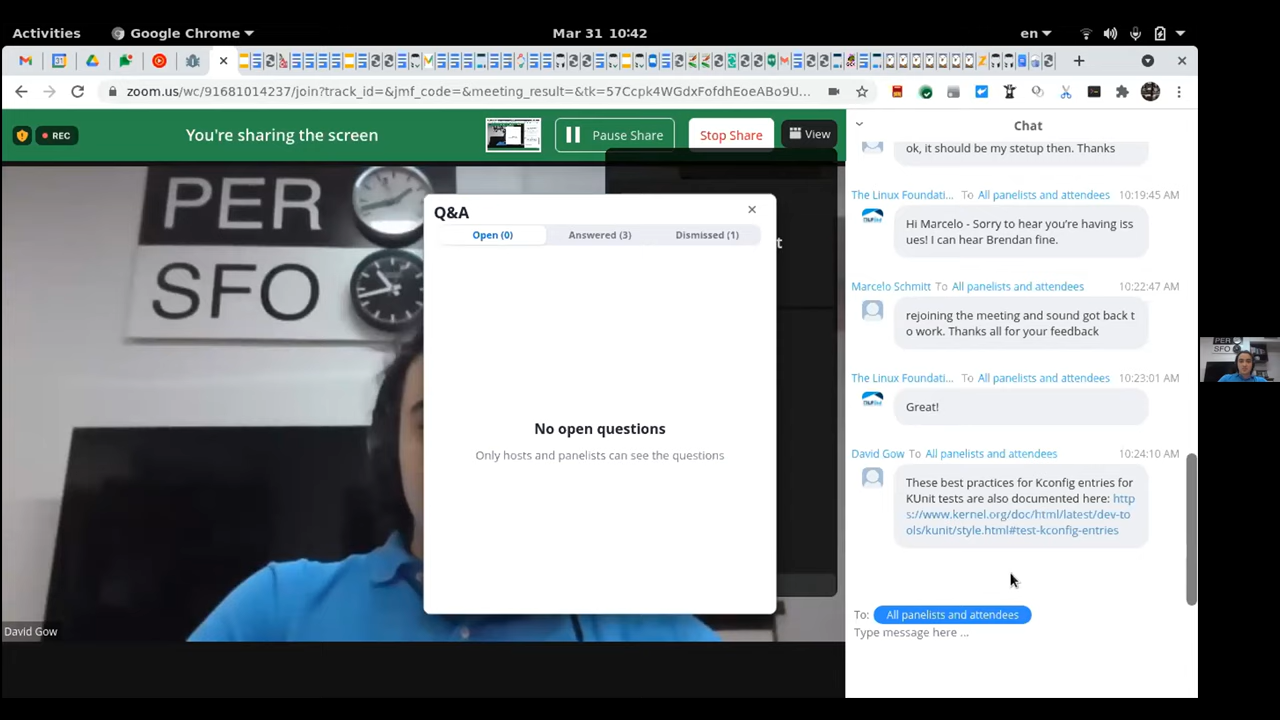 Activities
Google Chrome
Mar 31 10:42
en
zoom.us/wc/91681014237/join?track_id=&jmf_code=&meeting_result=&tk=57Ccpk4WGdxFofdhEoeABo9U...
REC
You're sharing the screen
Pause Share
Stop Share
View
PER
SFO
Q&A
Open (0)
Answered (3)
Dismissed (1)
No open questions
Only hosts and panelists can see the questions
David Gow
Chat
ok, it should be my stetup then. Thanks
The Linux Foundati... To All panelists and attendees 10:19:45 AM
Hi Marcelo - Sorry to hear you're having iss
ues! I can hear Brendan fine.
Marcelo Schmitt To All panelists and attendees 10:22:47 AM
rejoining the meeting and sound got back t
o work. Thanks all for your feedback
The Linux Foundati... To All panelists and attendees 10:23:01 AM
Great!
David Gow To All panelists and attendees 10:24:10 AM
These best practices for Kconfig entries for
KUnit tests are also documented here: http
s://www.kernel.org/doc/html/latest/dev-to
ols/kunit/style.html#test-kconfig-entries
To: All panelists and attendees
Type message here ...
PER
SFO